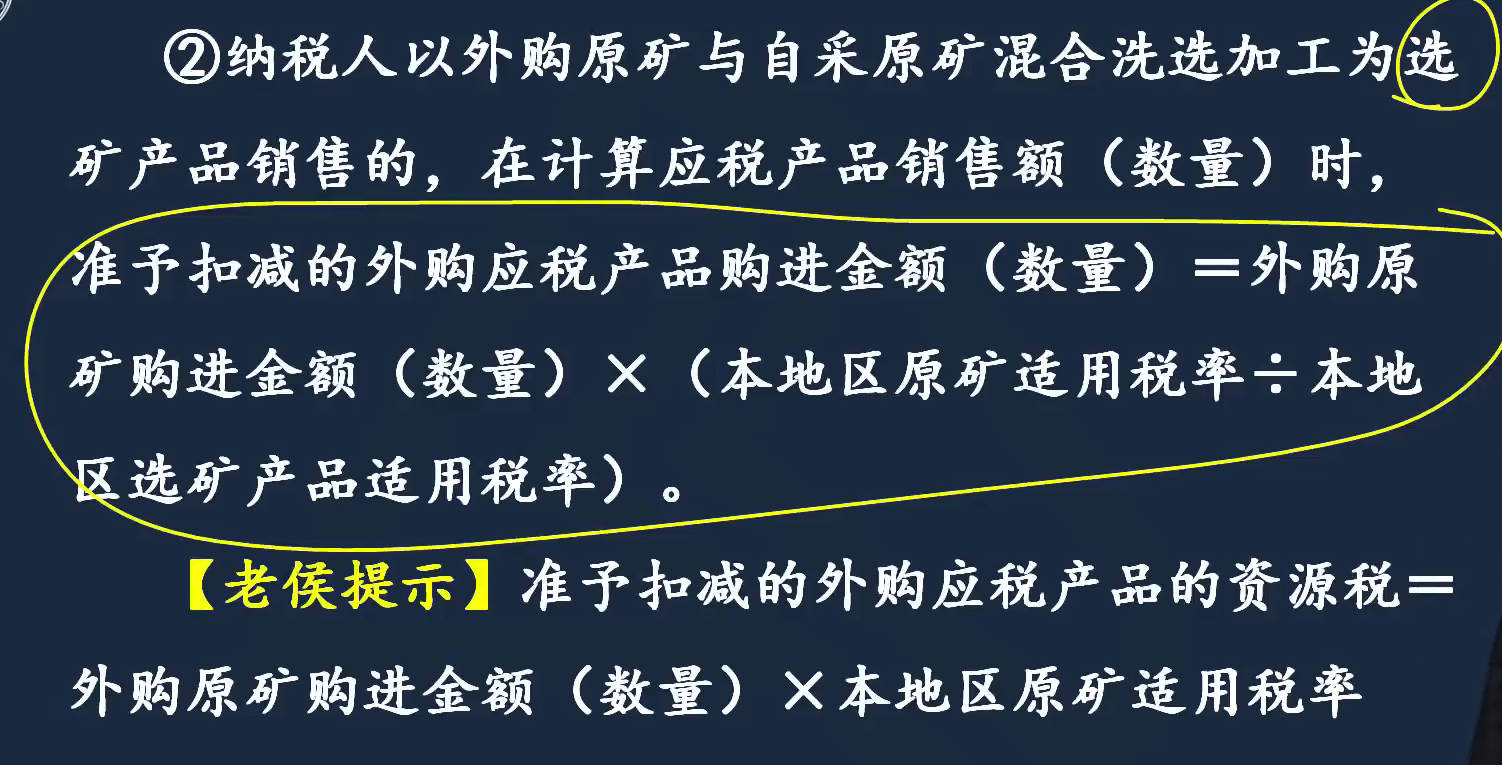 ②纳税人以外购原矿与自采原矿混合洗选加工为选
矿产品销售的，在计算应税产品销售额（数量）时，
准予扣减的外购应税产品购进金额（数量）＝外购原
矿购进金额（数量）×（本地区原矿适用税率÷本地
区选矿产品适用税率）。
【老侯提示】准予扣减的外购应税产品的资源税＝
外购原矿购进金额（数量）×本地区原矿适用税率